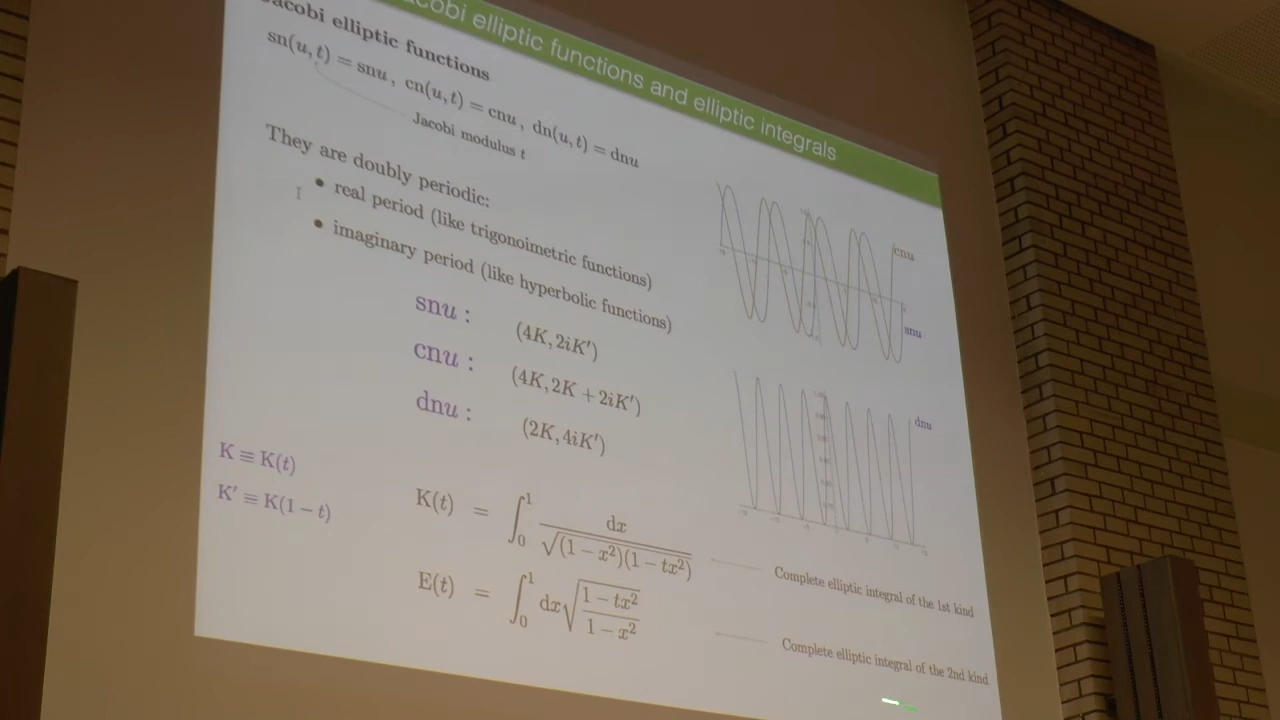 Jacobi elliptic functions and elliptic integrals
Jacobi elliptic functions
sn(u, t) = snu , cn(u, t) = cnu , dn(u, t) = dnu
Jacobi modulus t
They are doubly periodic:
• real period (like trigonoimetric functions)
• imaginary period (like hyperbolic functions)
snu : (4K, 2iK′)
cnu : (4K, 2K + 2iK′)
dnu : (2K, 4iK′)
K ≡ K(t)
K′ ≡ K(1 − t)
K(t) = ∫₀¹ dx / √((1 − x²)(1 − tx²))
Complete elliptic integral of the 1st kind
E(t) = ∫₀¹ dx √((1 − tx²) / (1 − x²))
Complete elliptic integral of the 2nd kind
cnu
snu
dnu